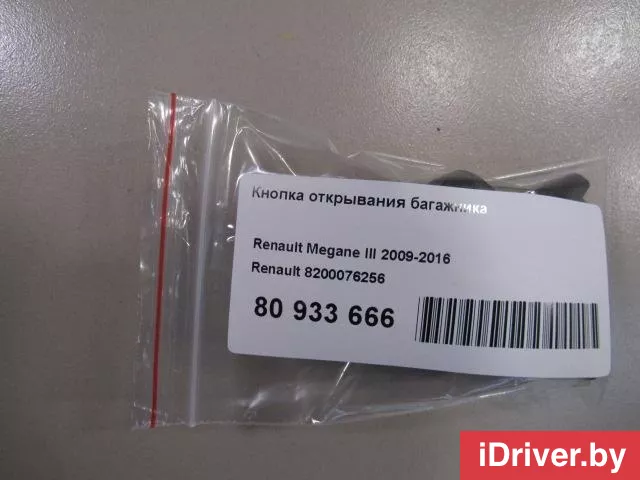 Кнопка открывания багажника
Renault Megane III 2009-2016
Renault 8200076256
80 933 666
iDriver.by